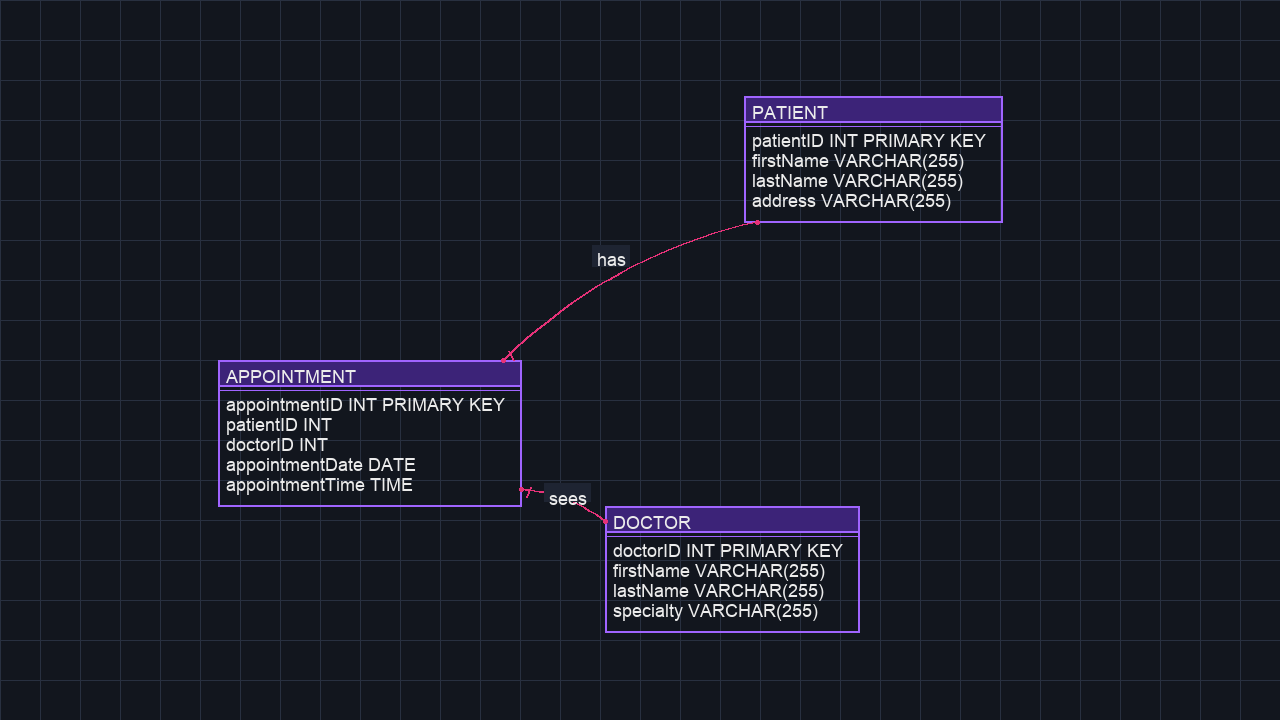 PATIENT
patientID INT PRIMARY KEY
firstName VARCHAR(255)
lastName VARCHAR(255)
address VARCHAR(255)
has
APPOINTMENT
appointmentID INT PRIMARY KEY
patientID INT
doctorID INT
appointmentDate DATE
appointmentTime TIME
sees
DOCTOR
doctorID INT PRIMARY KEY
firstName VARCHAR(255)
lastName VARCHAR(255)
specialty VARCHAR(255)